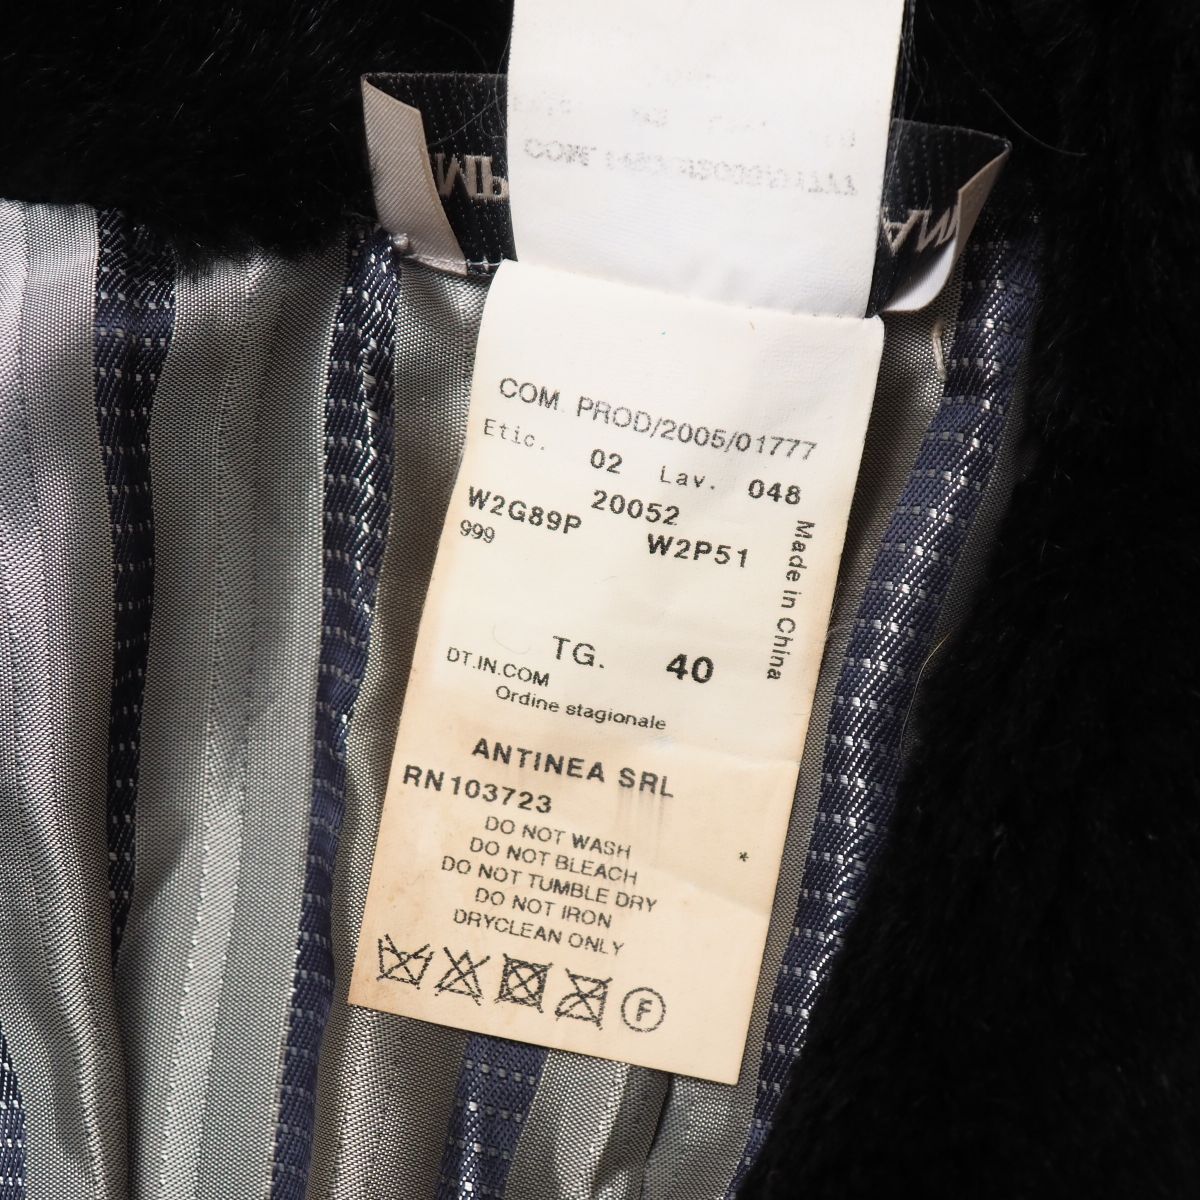 COM. PROD/2005/01777
Etic. 02 Lav. 048
20052
W2G89P W2P51
999
Made in China
TG. 40
DT.IN.COM
Ordine stagionale
ANTINEA SRL
RN103723
DO NOT WASH
DO NOT BLEACH
DO NOT TUMBLE DRY
DO NOT IRON
DRYCLEAN ONLY
*
F